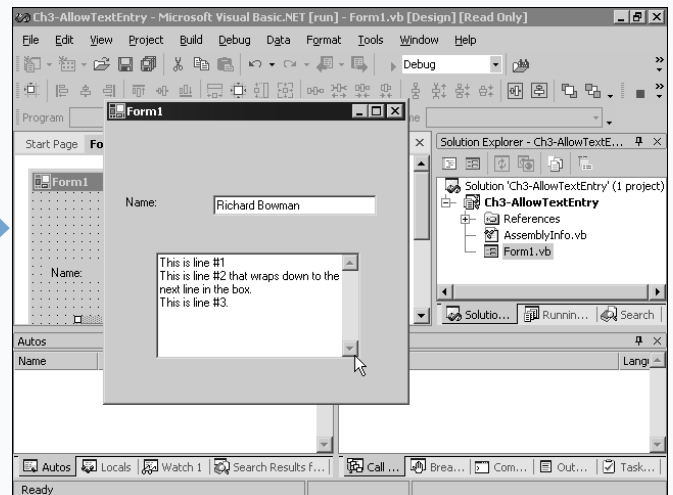 Ch3-AllowTextEntry - Microsoft Visual Basic.NET [run] - Form1.vb [Design] [Read Only]
File Edit View Project Build Debug Data Format Tools Window Help
Debug
Program
Form1
Start Page
Solution Explorer - Ch3-AllowTextE...
Form1
Name:
Richard Bowman
Solution 'Ch3-AllowTextEntry' (1 project)
Ch3-AllowTextEntry
References
AssemblyInfo.vb
Form1.vb
This is line #1
This is line #2 that wraps down to the
next line in the box.
This is line #3.
Name:
Solutio... Runnin... Search
Autos
Name
Langu
Autos Locals Watch 1 Search Results f... Call ... Brea... Com... Out... Task...
Ready